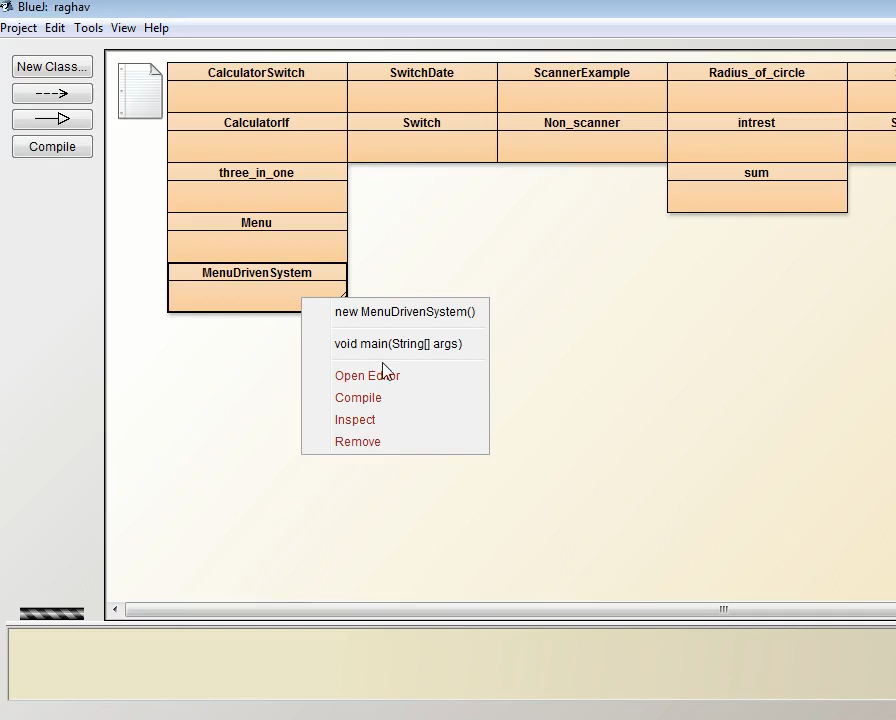 BlueJ: raghav
Project Edit Tools View Help
New Class...
Compile
CalculatorSwitch SwitchDate ScannerExample Radius_of_circle
CalculatorIf Switch Non_scanner intrest
three_in_one sum
Menu
MenuDrivenSystem
new MenuDrivenSystem()
void main(String[] args)
Open Editor
Compile
Inspect
Remove